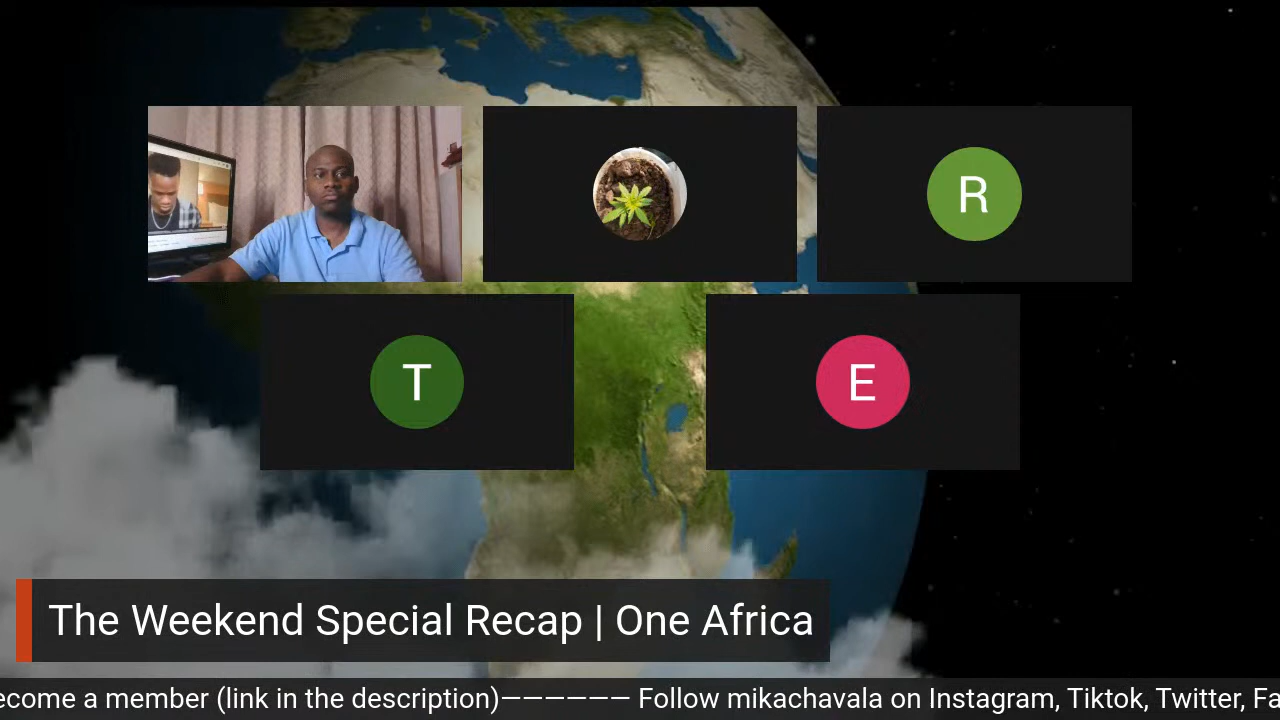 R
T
E
The Weekend Special Recap | One Africa
ecome a member (link in the description)—————— Follow mikachavala on Instagram, Tiktok, Twitter, Fa